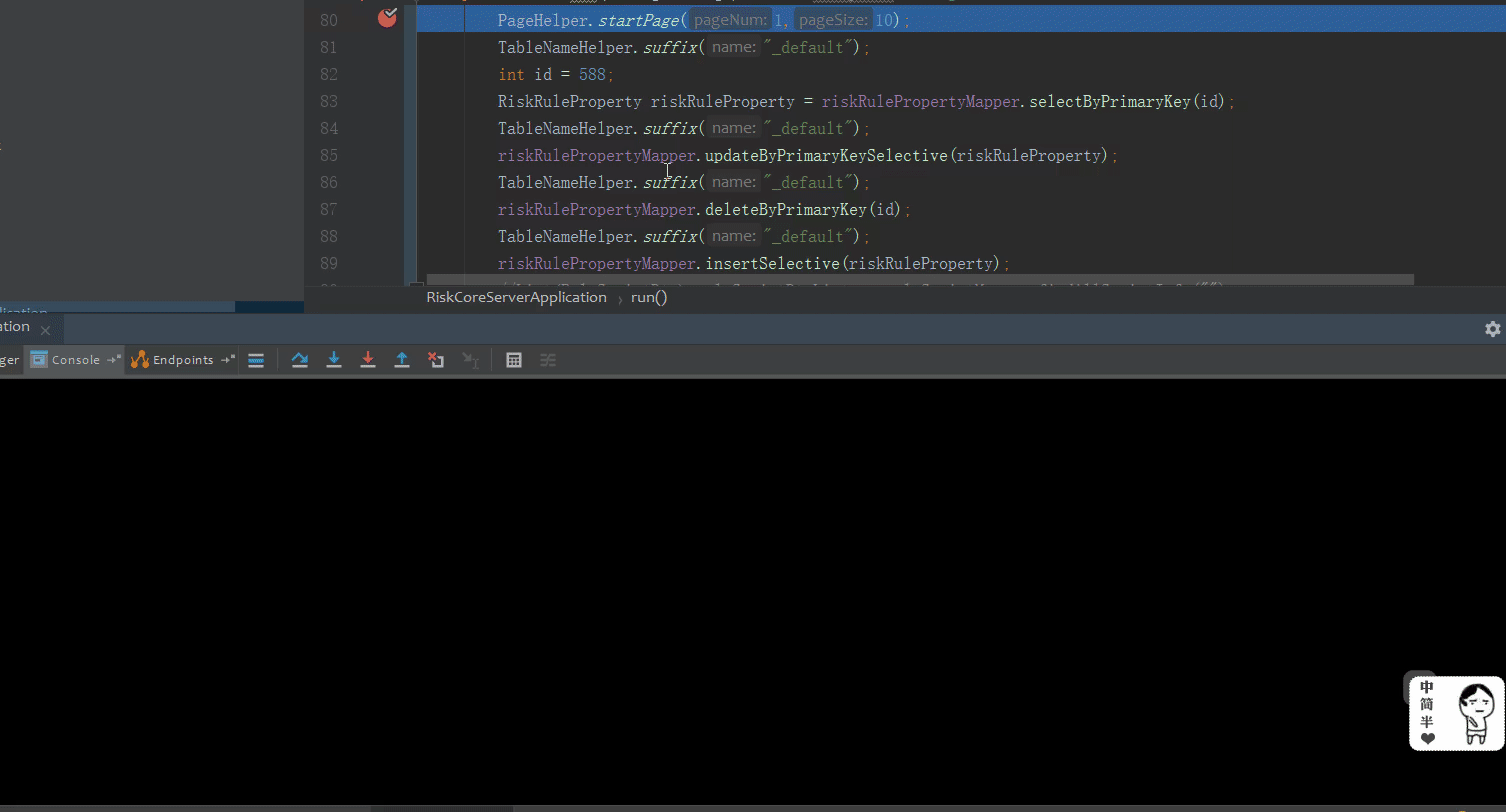 80 PageHelper.startPage( pageNum: 1, pageSize: 10);
81 TableNameHelper.suffix( name: "_default");
82 int id = 588;
83 RiskRuleProperty riskRuleProperty = riskRulePropertyMapper.selectByPrimaryKey(id);
84 TableNameHelper.suffix( name: "_default");
85 riskRulePropertyMapper.updateByPrimaryKeySelective(riskRuleProperty);
86 TableNameHelper.suffix( name: "_default");
87 riskRulePropertyMapper.deleteByPrimaryKey(id);
88 TableNameHelper.suffix( name: "_default");
89 riskRulePropertyMapper.insertSelective(riskRuleProperty);
RiskCoreServerApplication › run()
ation
ger Console Endpoints
中
简
半